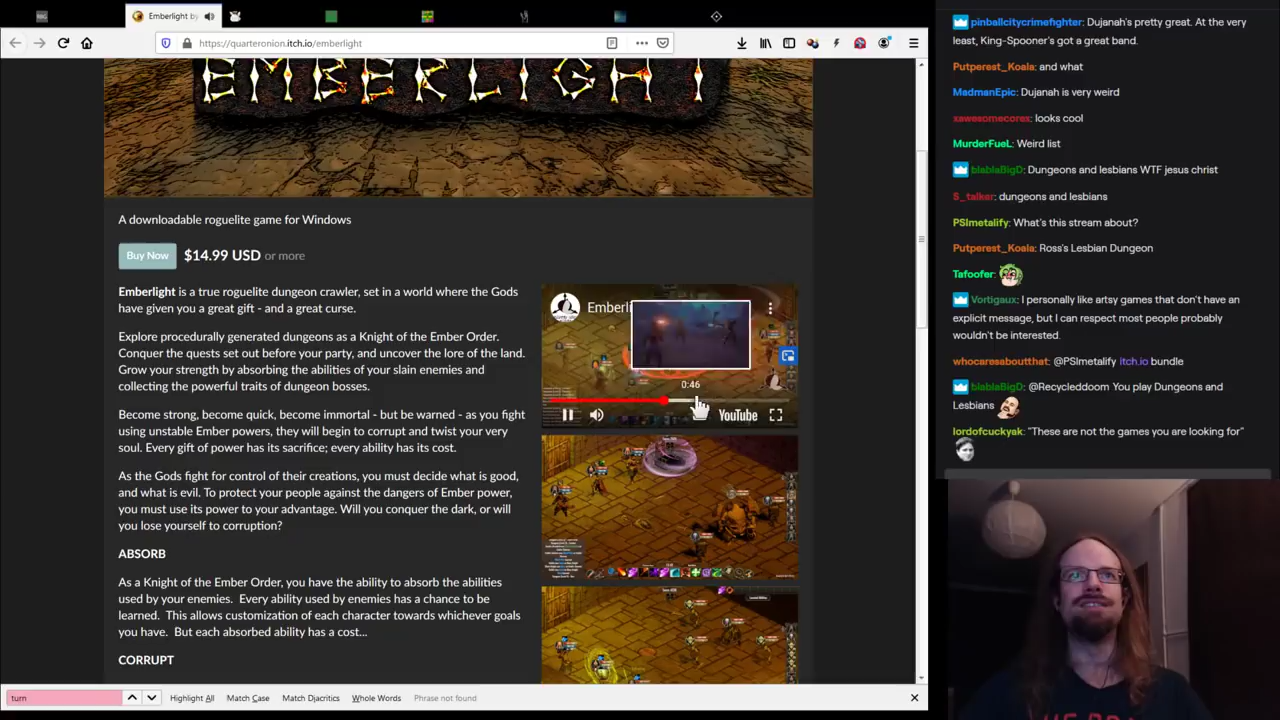 Emberlight by
https://quarteronion.itch.io/emberlight
EMBERLIGHT
A downloadable roguelite game for Windows
Buy Now $14.99 USD or more
Emberlight is a true roguelite dungeon crawler, set in a world where the Gods
have given you a great gift - and a great curse.
Explore procedurally generated dungeons as a Knight of the Ember Order.
Conquer the quests set out before your party, and uncover the lore of the land.
Grow your strength by absorbing the abilities of your slain enemies and
collecting the powerful traits of dungeon bosses.
Become strong, become quick, become immortal - but be warned - as you fight
using unstable Ember powers, they will begin to corrupt and twist your very
soul. Every gift of power has its sacrifice; every ability has its cost.
As the Gods fight for control of their creations, you must decide what is good,
and what is evil. To protect your people against the dangers of Ember power,
you must use its power to your advantage. Will you conquer the dark, or will
you lose yourself to corruption?
ABSORB
As a Knight of the Ember Order, you have the ability to absorb the abilities
used by your enemies. Every ability used by enemies has a chance to be
learned. This allows customization of each character towards whichever goals
you have. But each absorbed ability has a cost...
CORRUPT
Emberli
0:46
YouTube
turn
Highlight All
Match Case
Match Diacritics
Whole Words
Phrase not found
pinballcitycrimefighter: Dujanah's pretty great. At the very
least, King-Spooner's got a great band.
Putperest_Koala: and what
MadmanEpic: Dujanah is very weird
xawesomecorex: looks cool
MurderFueL: Weird list
blablaBigD: Dungeons and lesbians WTF jesus christ
S_talker: dungeons and lesbians
PSImetalify: What's this stream about?
Putperest_Koala: Ross's Lesbian Dungeon
Tafoofer:
Vortigaux: I personally like artsy games that don't have an
explicit message, but I can respect most people probably
wouldn't be interested.
whocaresaboutthat: @PSImetalify itch.io bundle
blablaBigD: @Recycleddoom You play Dungeons and
Lesbians
lordofcuckyak: "These are not the games you are looking for"